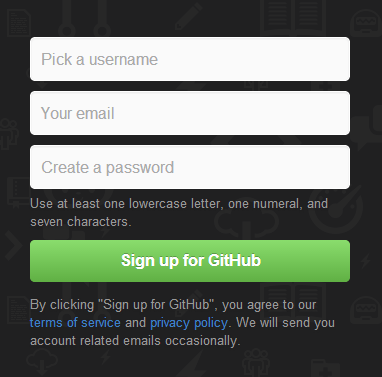 Pick a username
Your email
Create a password
Use at least one lowercase letter, one numeral, and
seven characters.
Sign up for GitHub
By clicking "Sign up for GitHub", you agree to our
terms of service and privacy policy. We will send you
account related emails occasionally.